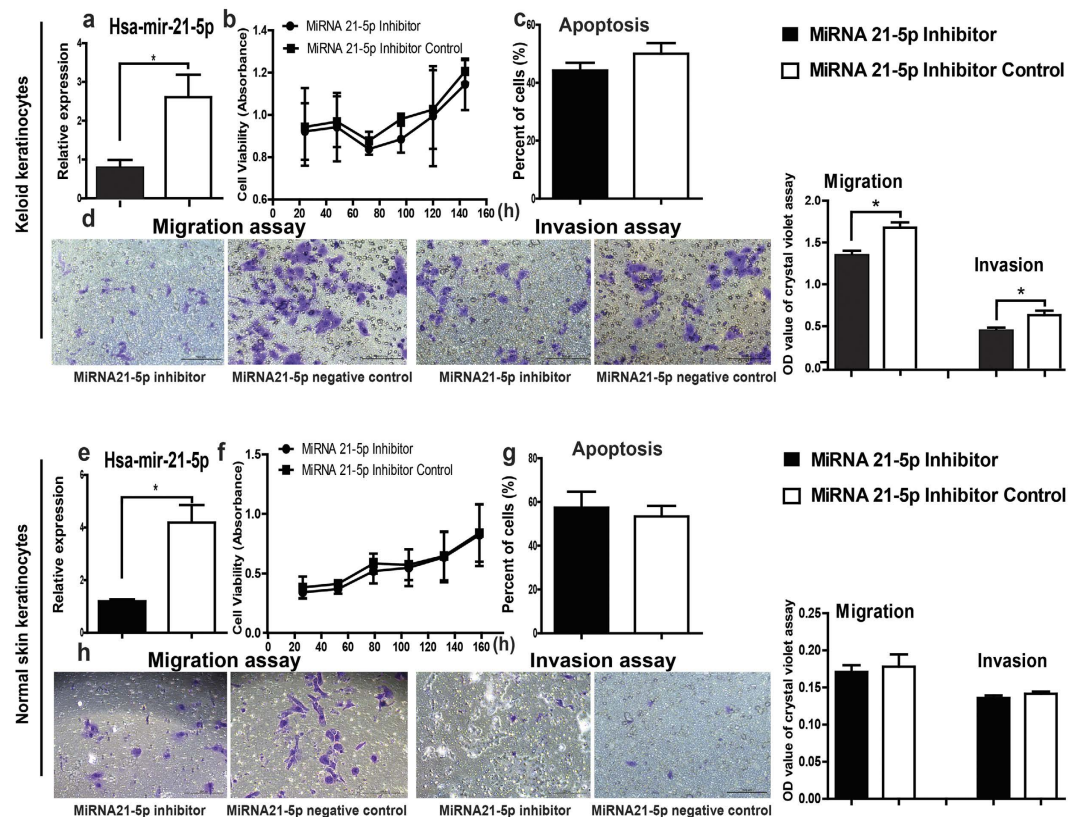 Keloid keratinocytes
a
Hsa-mir-21-5p
Relative expression
4
3
2
1
0
*
b
MiRNA 21-5p Inhibitor
MiRNA 21-5p Inhibitor Control
Cell Viability (Absorbance)
1.4
1.2
1.0
0.8
0.6
0 20 40 60 80 100 120 140 160 (h)
c
Apoptosis
Percent of cells (%)
60
40
20
0
MiRNA 21-5p Inhibitor
MiRNA 21-5p Inhibitor Control
d
Migration assay
Invasion assay
MiRNA21-5p inhibitor
MiRNA21-5p negative control
MiRNA21-5p inhibitor
MiRNA21-5p negative control
OD value of crystal violet assay
2.0
1.5
1.0
0.5
0.0
Migration
*
Invasion
*
Normal skin keratinocytes
e
Hsa-mir-21-5p
Relative expression
6
4
2
0
*
f
MiRNA 21-5p Inhibitor
MiRNA 21-5p Inhibitor Control
Cell Viability (Absorbance)
1.5
1.0
0.5
0.0
0 20 40 60 80 100 120 140 160 (h)
g
Apoptosis
Percent of cells (%)
80
60
40
20
0
MiRNA 21-5p Inhibitor
MiRNA 21-5p Inhibitor Control
h
Migration assay
Invasion assay
MiRNA21-5p inhibitor
MiRNA21-5p negative control
MiRNA21-5p inhibitor
MiRNA21-5p negative control
OD value of crystal violet assay
0.25
0.20
0.15
0.10
0.05
0.00
Migration
Invasion